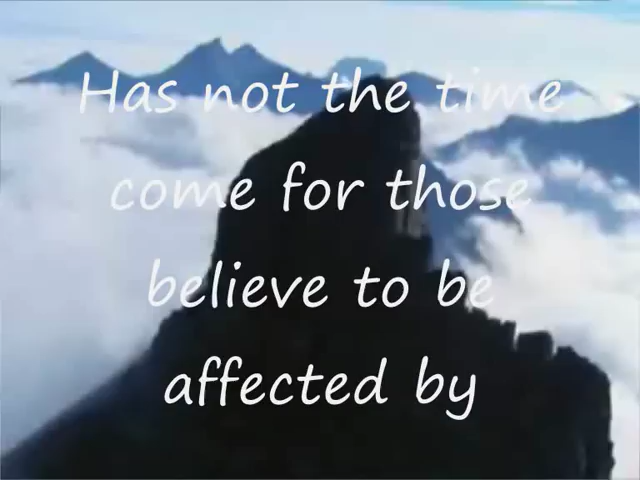 Has not the time
come for those
believe to be
affected by